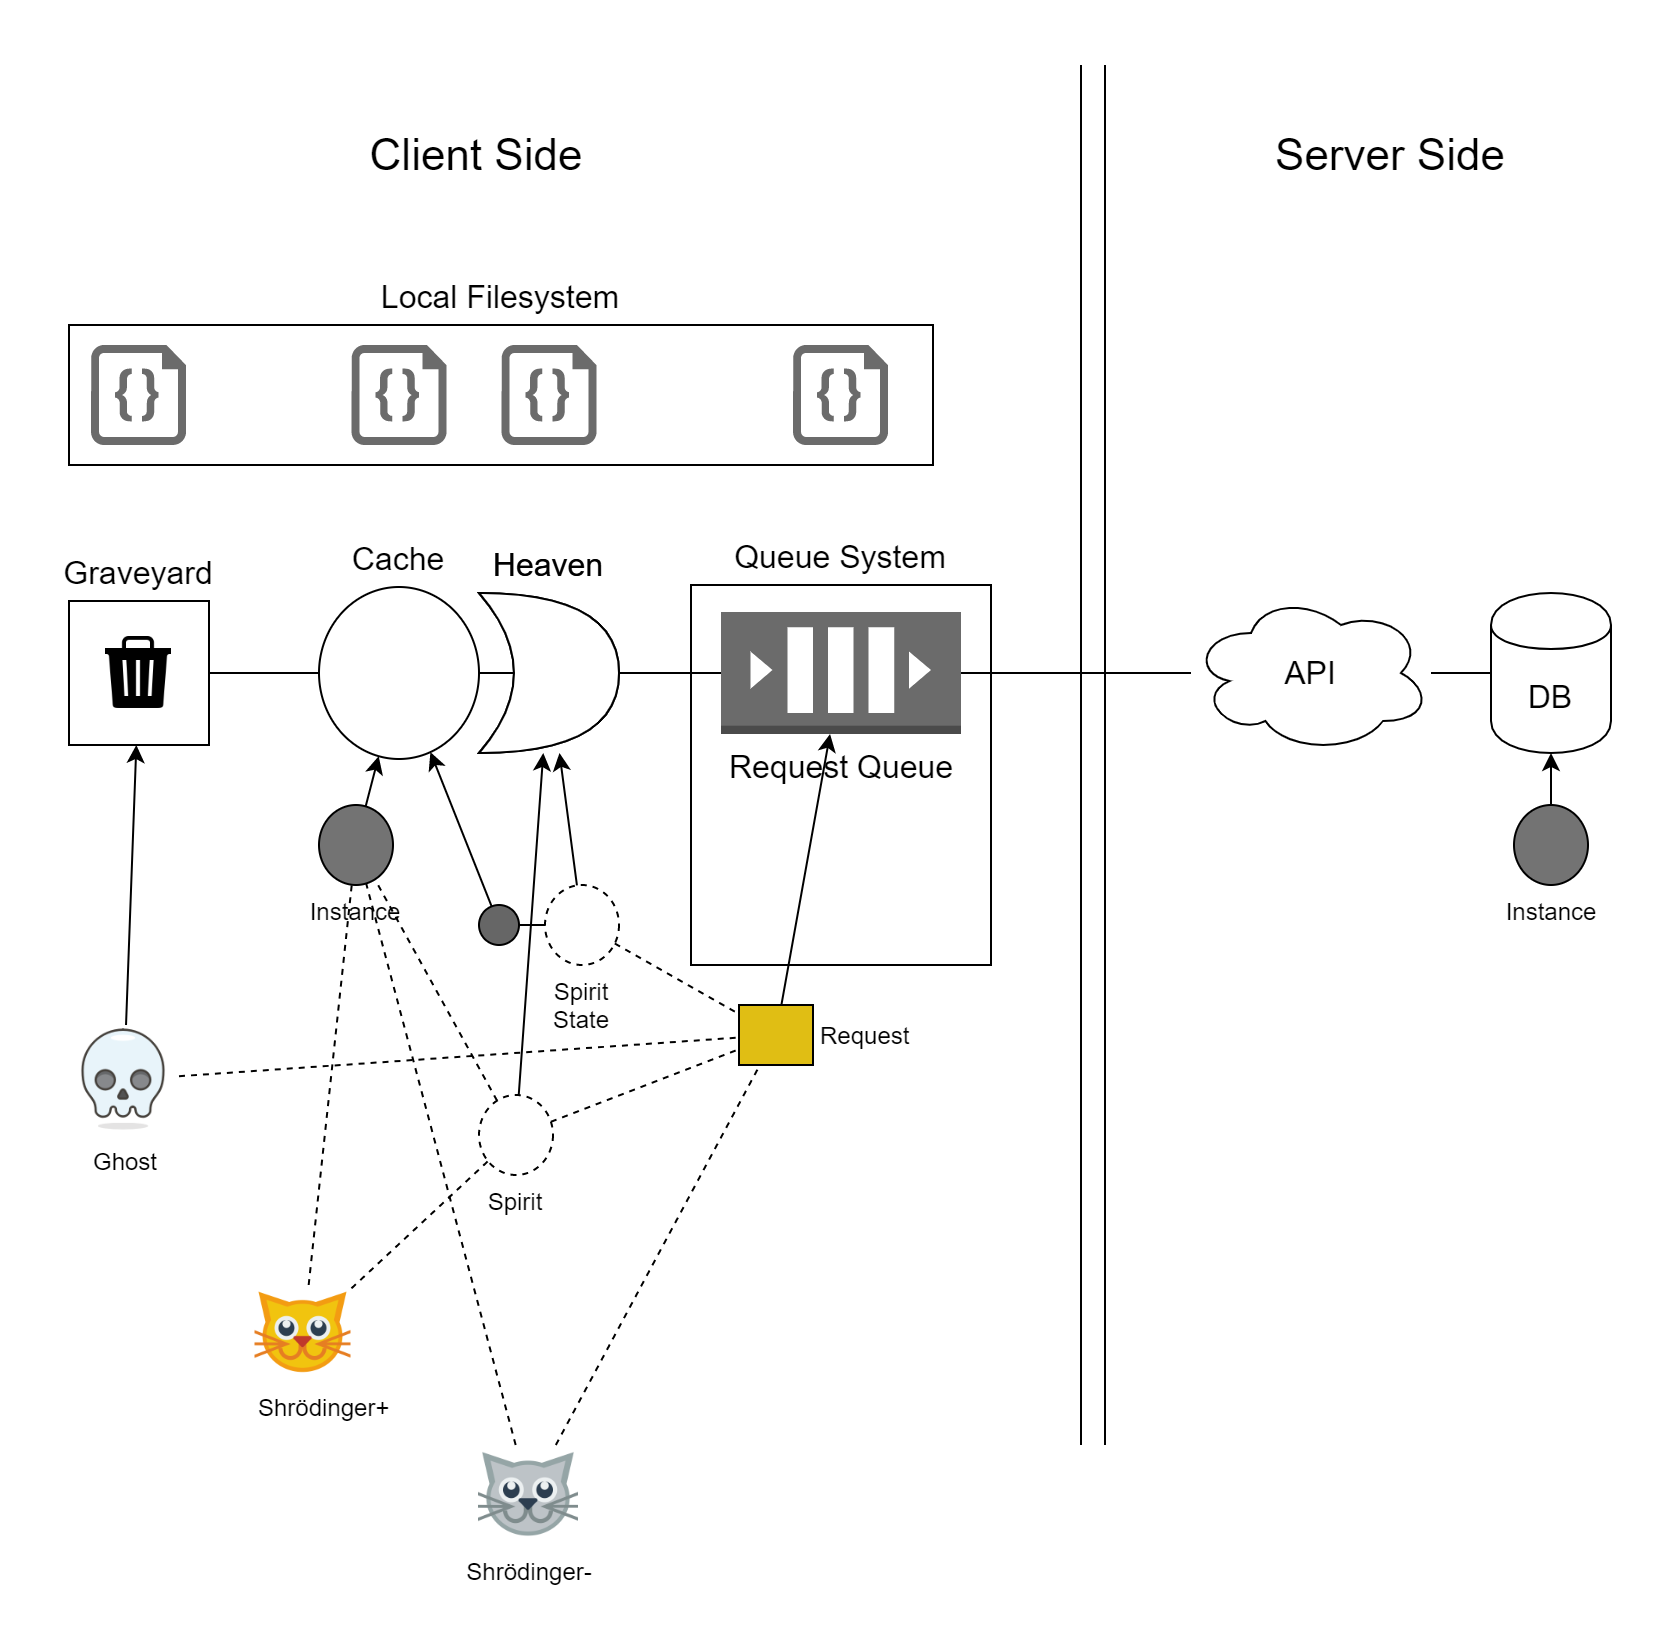 Client Side
Server Side
Local Filesystem
{}
{}
{}
{}
Graveyard
Cache
Heaven
Queue System
API
DB
Request Queue
Instance
Instance
Spirit
State
Request
Ghost
Spirit
Shrödinger+
Shrödinger-